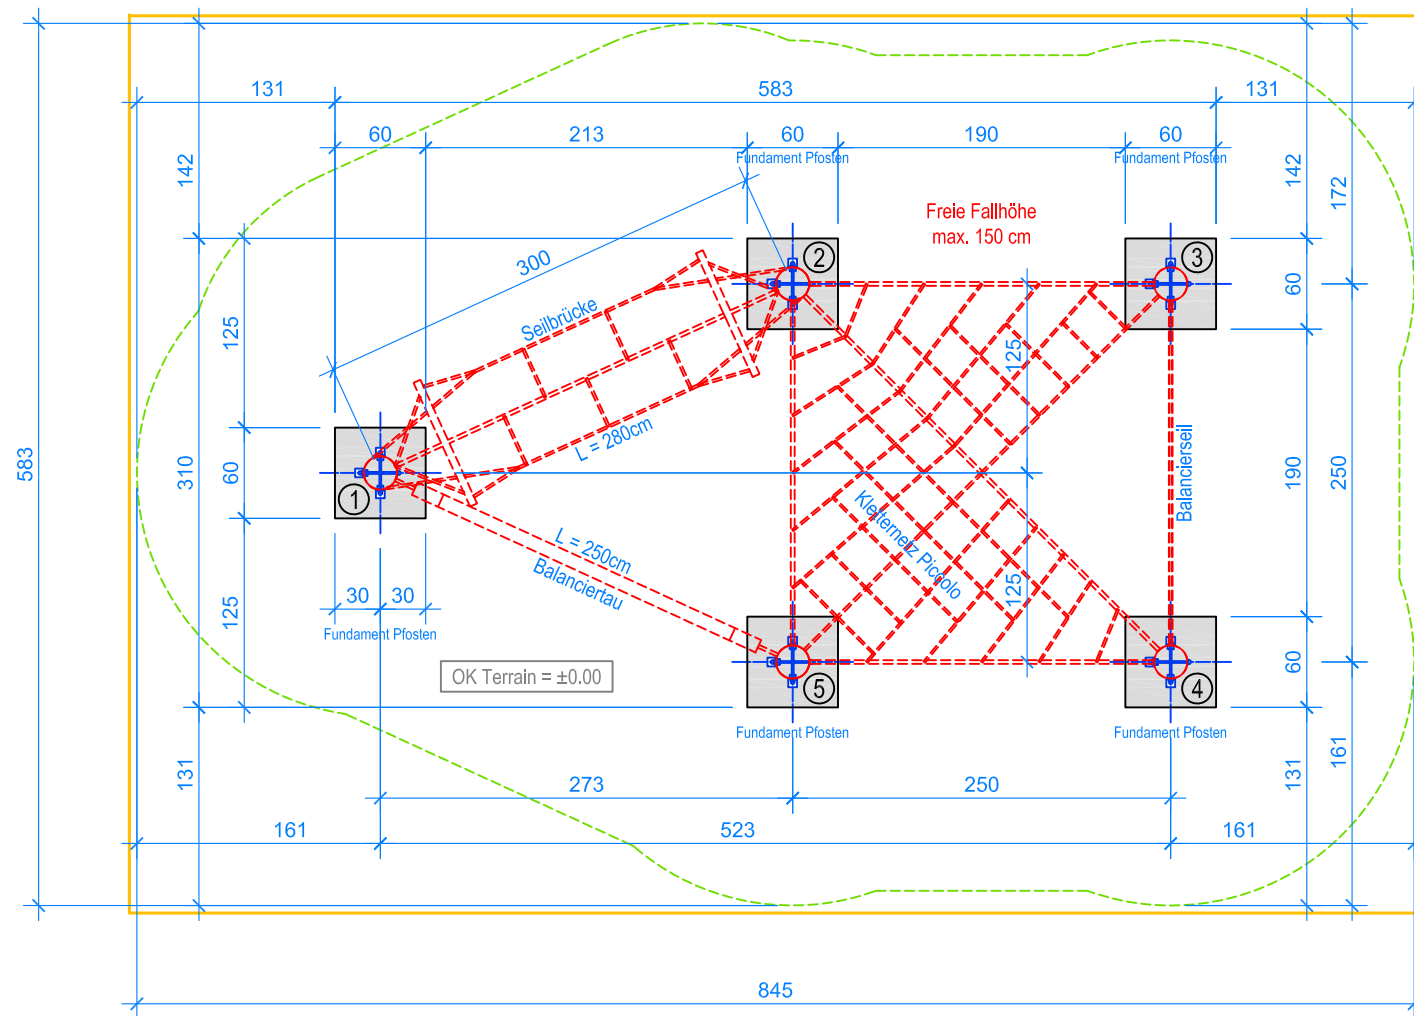 131
583
131
60
213
60
190
60
Fundament Pfosten
Fundament Pfosten
142
142
172
Freie Fallhöhe
max. 150 cm
2
3
300
Seilbrücke
60
125
125
583
310
60
1
L = 280cm
Balancierseil
190
250
Kletternetz Piccolo
L = 250cm
Balanciertau
125
125
30
30
Fundament Pfosten
OK Terrain = ±0.00
5
4
60
Fundament Pfosten
Fundament Pfosten
131
131
161
273
250
161
523
161
845